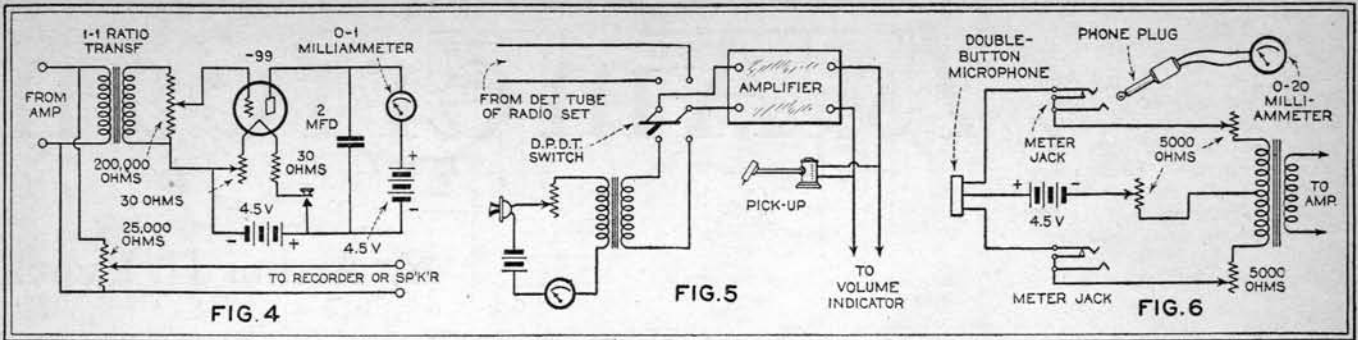 1-1 RATIO
TRANSF
-99
0-1
MILLIAMMETER
FROM
AMP
2
MFD
200,000
OHMS
30 OHMS
30
OHMS
25,000
OHMS
4.5 V
- +
+
-
4.5 V
TO RECORDER OR SP'K'R
FIG. 4
FROM DET TUBE
OF RADIO SET
AMPLIFIER
D.P.D.T.
SWITCH
PICK-UP
TO
VOLUME
INDICATOR
FIG.5
DOUBLE-
BUTTON
MICROPHONE
PHONE PLUG
0-20
MILLI-
AMMETER
METER
JACK
5000
OHMS
+ -
4.5 V
TO
AMP.
METER JACK
5000
OHMS
FIG.6